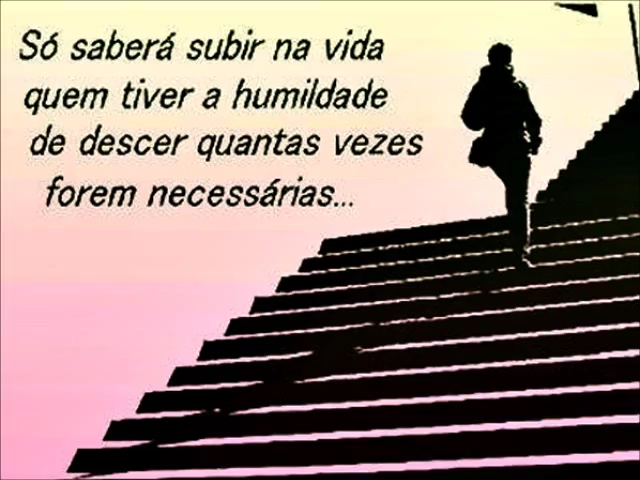 Só saberá subir na vida
quem tiver a humildade
de descer quantas vezes
forem necessárias...